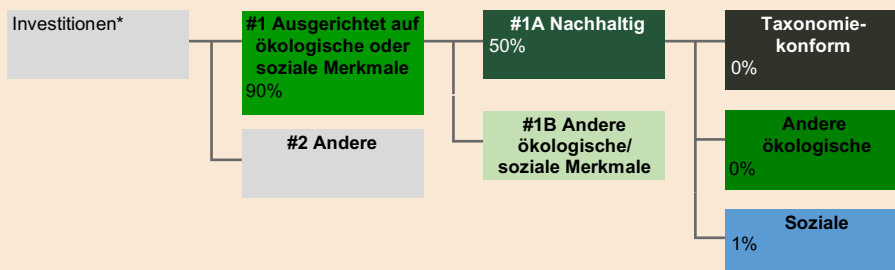 Investitionen*
#1 Ausgerichtet auf
ökologische oder
soziale Merkmale
90%
#2 Andere
#1A Nachhaltig
50%
#1B Andere
ökologische/
soziale Merkmale
Taxonomie-
konform
0%
Andere
ökologische
0%
Soziale
1%